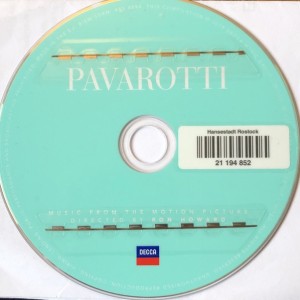 PAVAROTTI
Hansestadt Rostock
21 194 852
MUSIC FROM THE MOTION PICTURE
DIRECTED BY RON HOWARD
DECCA